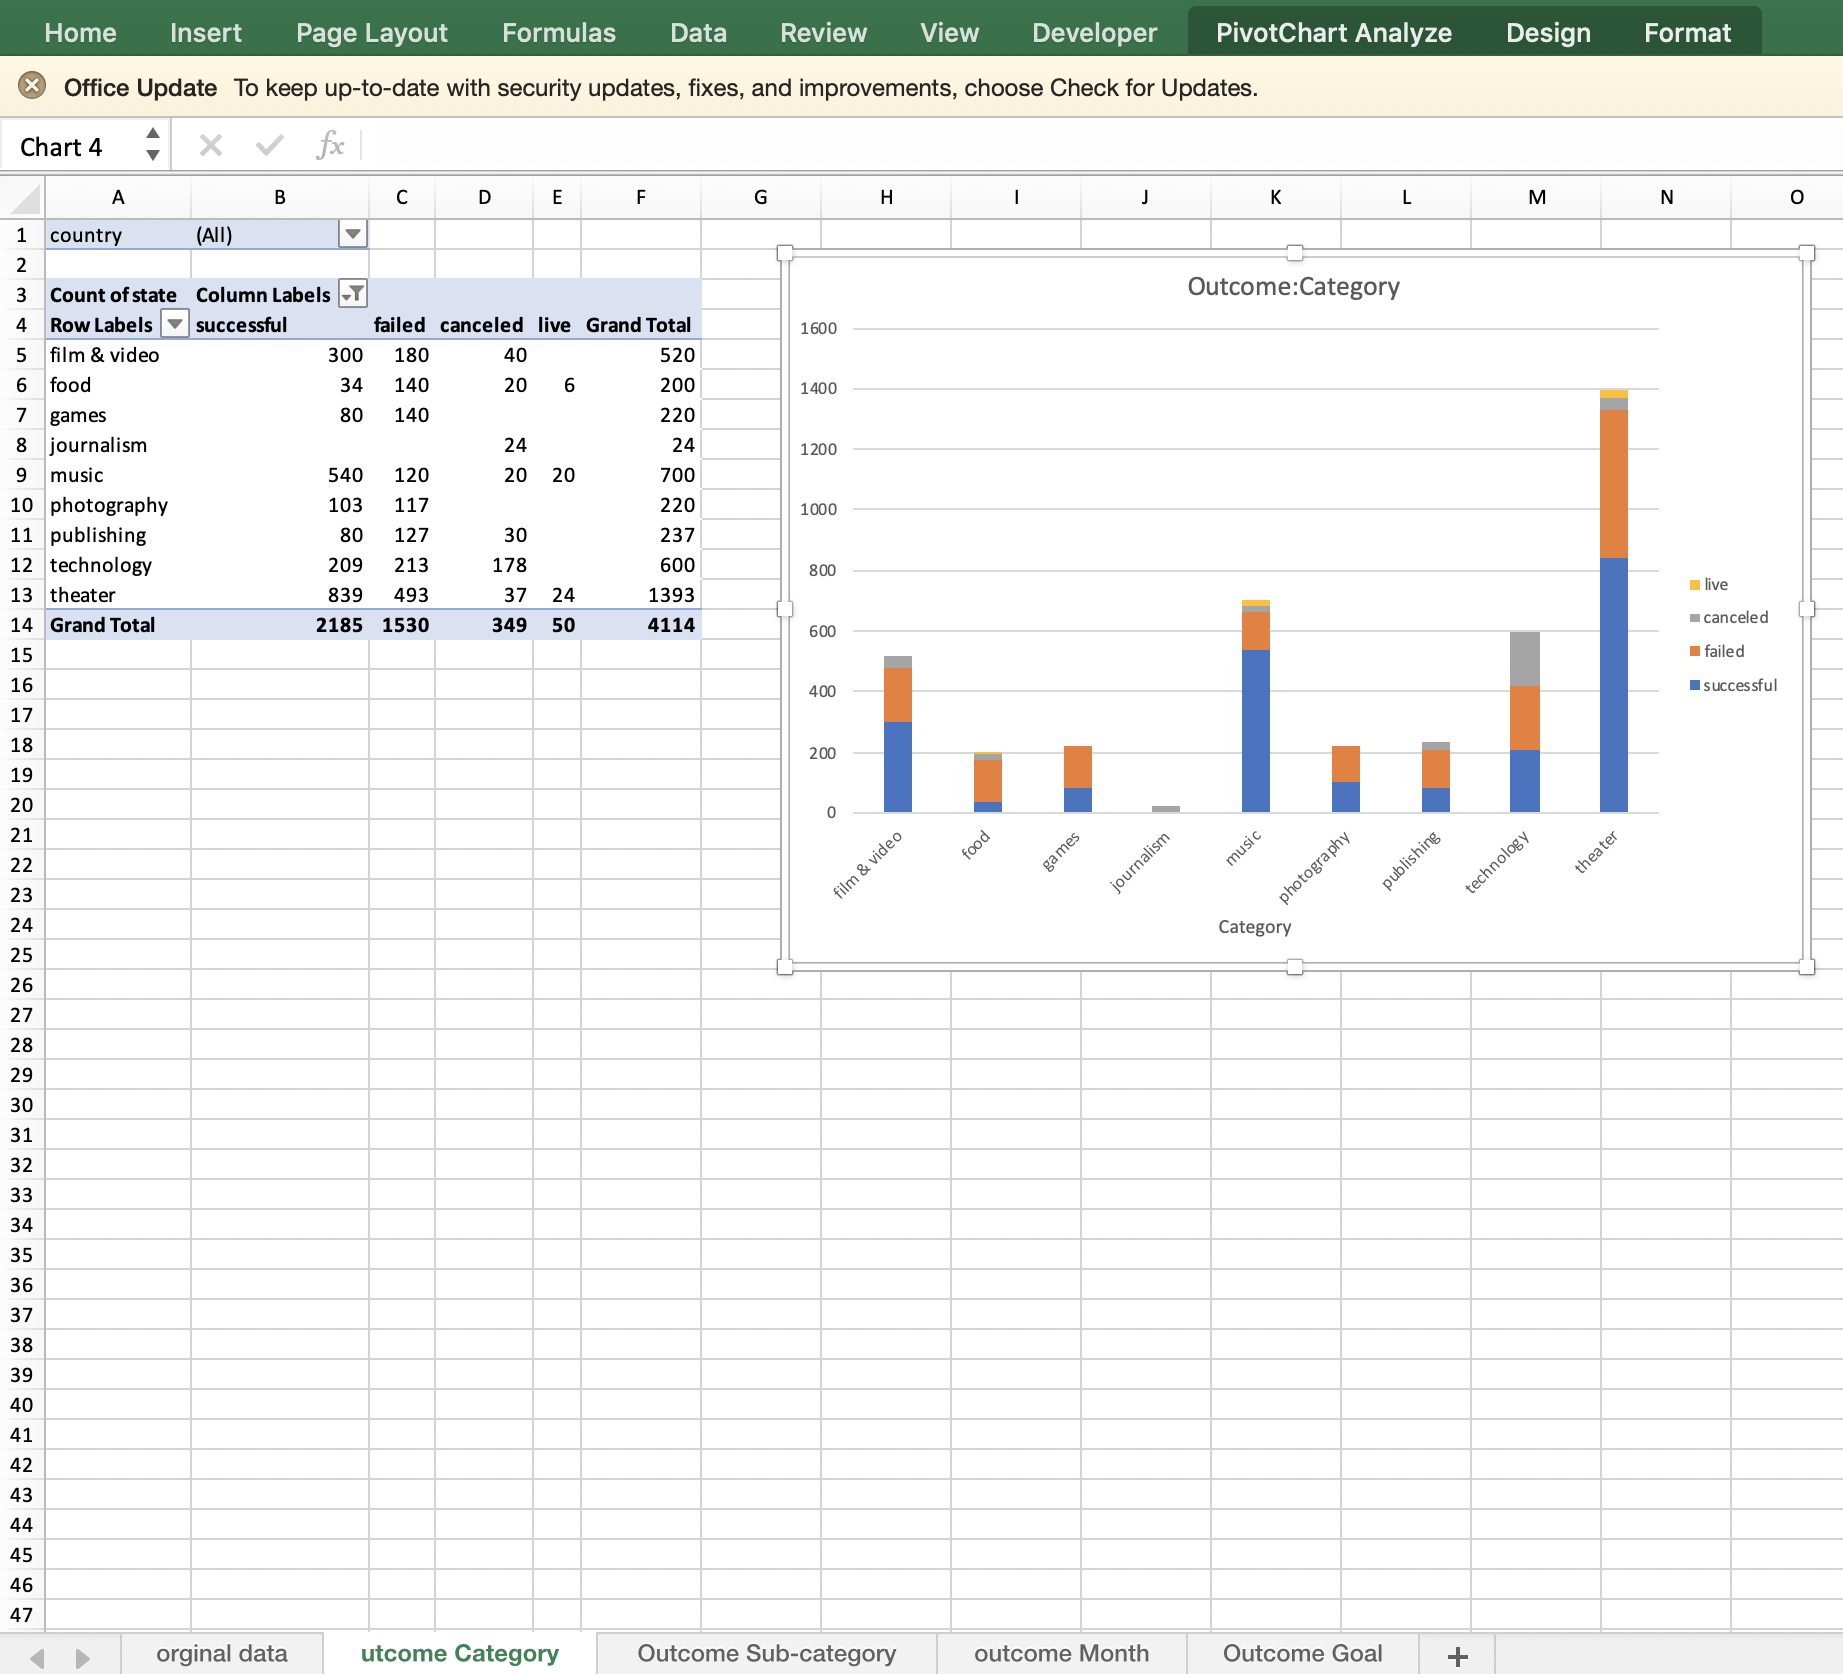 Home Insert Page Layout Formulas Data Review View Developer PivotChart Analyze Design Format
Office Update To keep up-to-date with security updates, fixes, and improvements, choose Check for Updates.
Chart 4 fx
A B C D E F G H I J K L M N O
1 country (All)
2
3 Count of state Column Labels
4 Row Labels successful failed canceled live Grand Total
5 film & video 300 180 40 520
6 food 34 140 20 6 200
7 games 80 140 220
8 journalism 24 24
9 music 540 120 20 20 700
10 photography 103 117 220
11 publishing 80 127 30 237
12 technology 209 213 178 600
13 theater 839 493 37 24 1393
14 Grand Total 2185 1530 349 50 4114
15
16
17
18
19
20
21
22
23
24
25
26
27
28
29
30
31
32
33
34
35
36
37
38
39
40
41
42
43
44
45
46
47
Outcome:Category
1600
1400
1200
1000
800
600
400
200
0
film & video food games journalism music photography publishing technology theater
Category
live
canceled
failed
successful
orginal data utcome Category Outcome Sub-category outcome Month Outcome Goal +